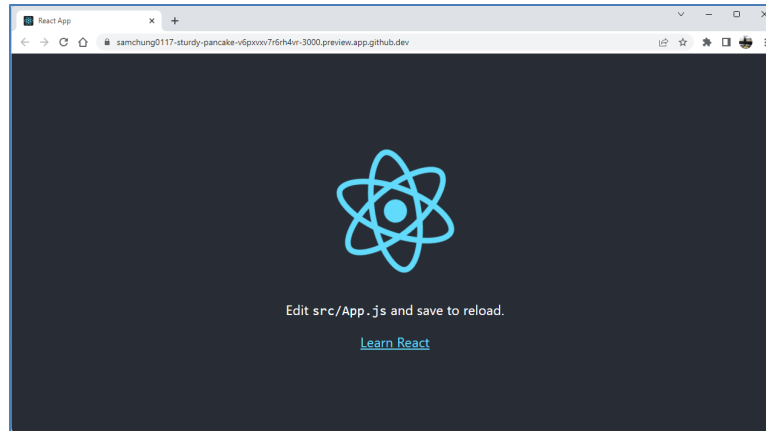 React App
samchung0117-sturdy-pancake-v6pxvxv7r6rh4vr-3000.preview.app.github.dev
Edit src/App.js and save to reload.
Learn React